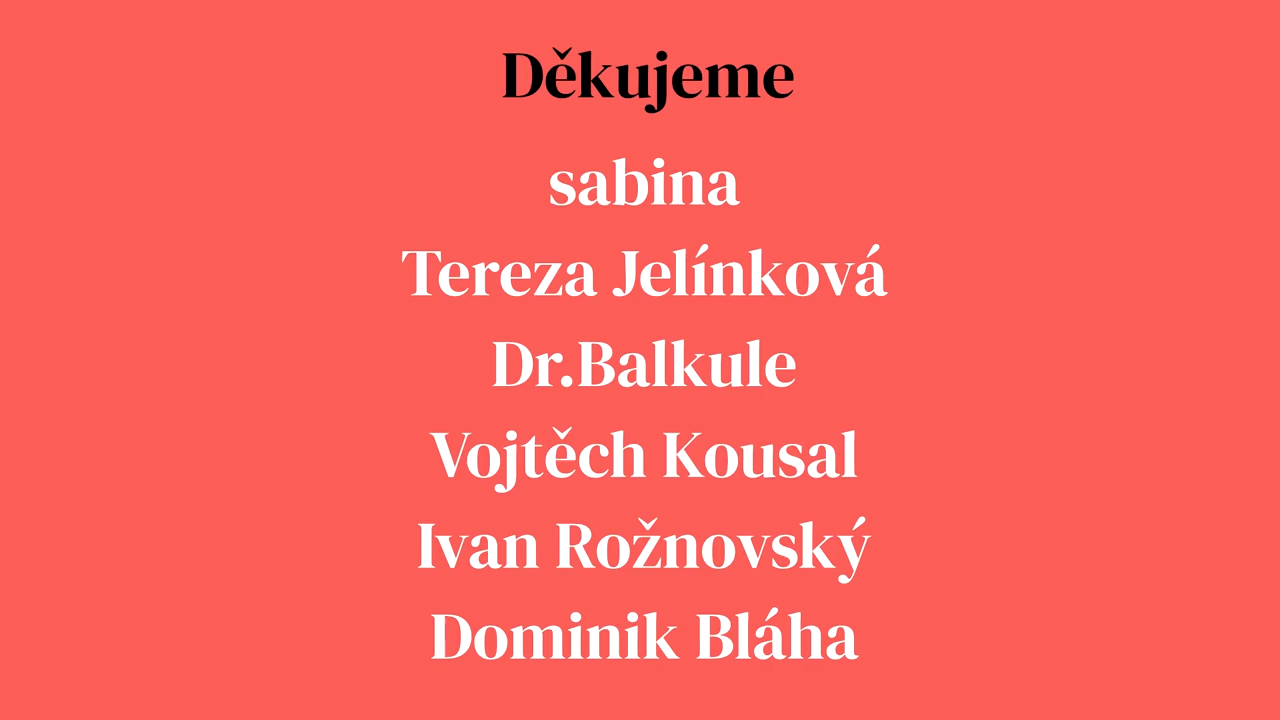 Děkujeme
sabina
Tereza Jelínková
Dr.Balkule
Vojtěch Kousal
Ivan Rožnovský
Dominik Bláha